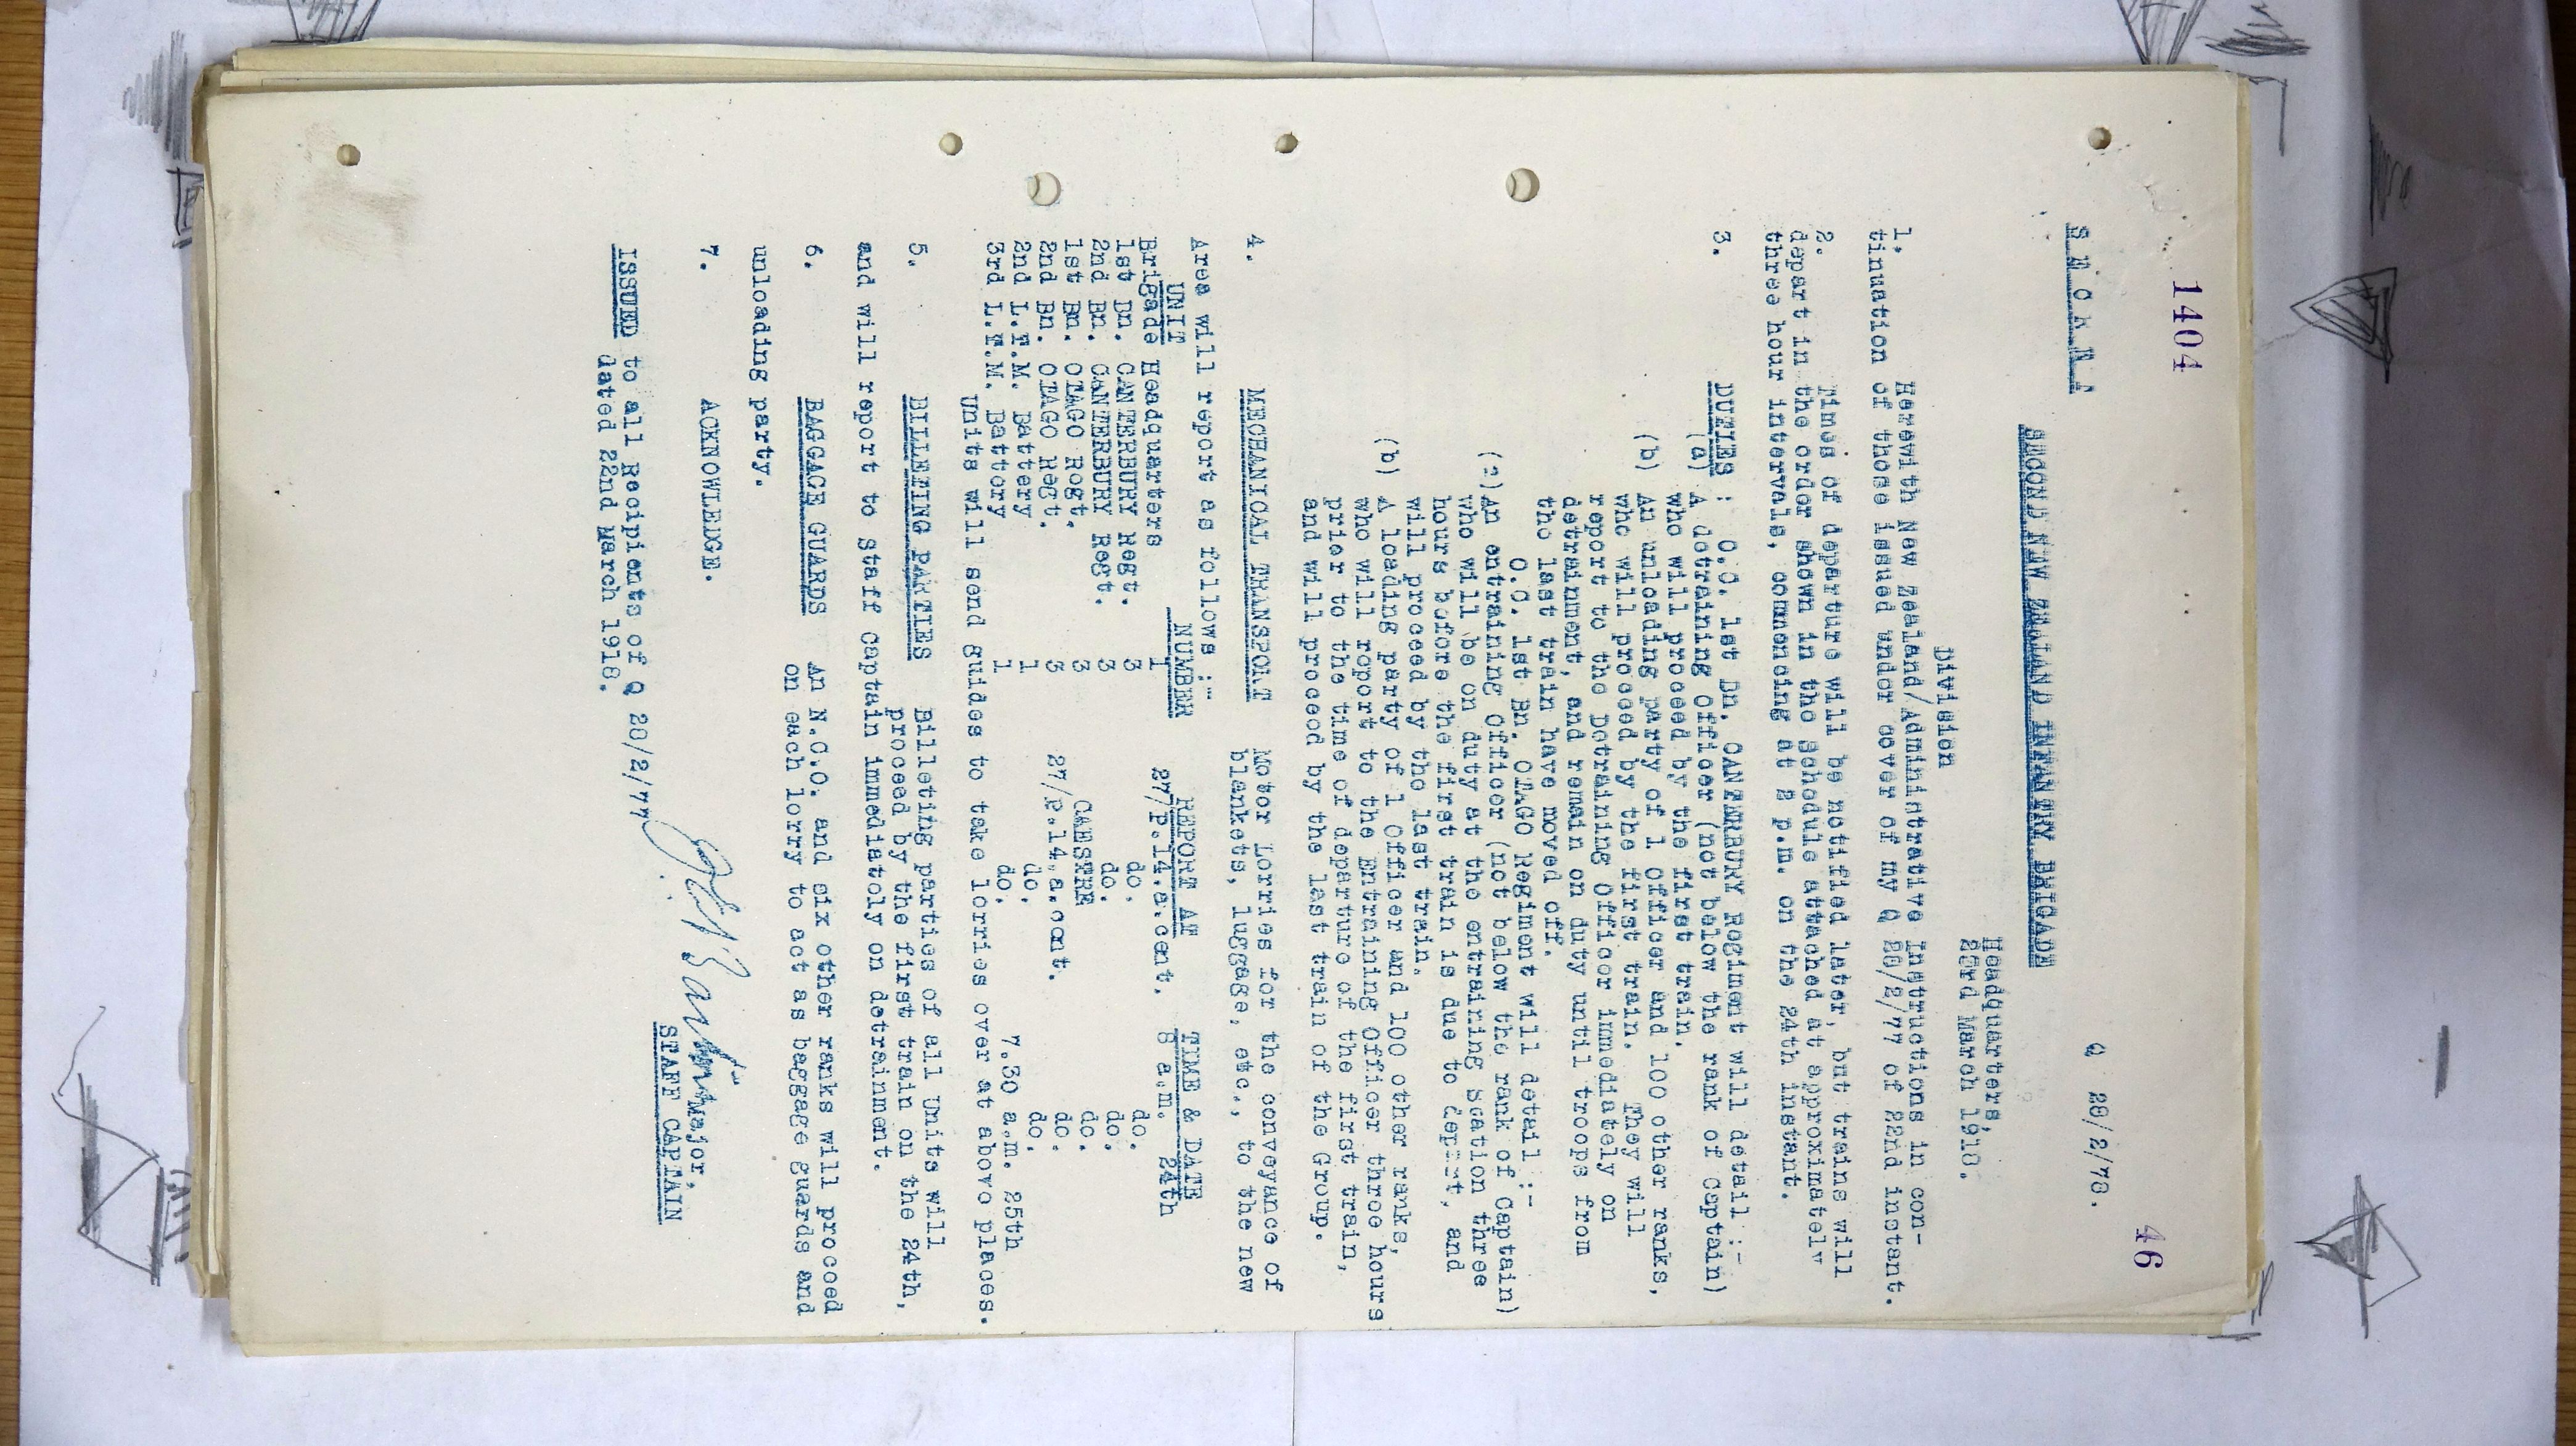 1404
46
S E C R E T
Q 28/2/78.
SECOND NEW ZEALAND INFANTRY BRIGADE
Headquarters,
23rd March 1918.
Division
1. Herewith New Zealand/Administrative Instructions in con-
tinuation of those issued under cover of my Q 28/2/77 of 22nd instant.
2. Times of departure will be notified later, but trains will
depart in the order shown in the schedule attached at approximately
three hour intervals, commencing at 2 p.m. on the 24th instant.
3. DUTIES : O.C. 1st Bn. CANTERBURY Regiment will detail :-
(a) A detraining Officer (not below the rank of Captain)
who will proceed by the first train.
(b) An unloading party of 1 Officer and 100 other ranks,
who will proceed by the first train. They will
report to the Detraining Officer immediately on
detrainment, and remain on duty until troops from
the last train have moved off.
O.C. 1st Bn. OTAGO Regiment will detail :-
(a) An entraining Officer (not below the rank of Captain)
who will be on duty at the entraining Station three
hours before the first train is due to depart, and
will proceed by the last train.
(b) A loading party of 1 Officer and 100 other ranks,
who will report to the Entraining Officer three hours
prior to the time of departure of the first train,
and will proceed by the last train of the Group.
4. MECHANICAL TRANSPORT Motor Lorries for the conveyance of
blankets, luggage, etc., to the new
Area will report as follows :-
UNIT NUMBER REPORT AT TIME & DATE
Brigade Headquarters 1 27/P.14.a.cent. 8 a.m. 24th
1st Bn. CANTERBURY Regt. 3 do. do.
2nd Bn. CANTERBURY Regt. 3 do. do.
1st Bn. OTAGO Regt. 3 CAESTRE do.
2nd Bn. OTAGO Regt. 3 27/P.14.a.cent. do.
2nd L.T.M. Battery 1 do. do.
3rd L.T.M. Battery 1 do. 7.30 a.m. 25th
Units will send guides to take lorries over at above places.
5. BILLETING PARTIES Billeting parties of all Units will
proceed by the first train on the 24th,
and will report to Staff Captain immediately on detrainment.
6. BAGGAGE GUARDS An N.C.O. and six other ranks will proceed
on each lorry to act as baggage guards and
unloading party.
7. ACKNOWLEDGE.
Major,
STAFF CAPTAIN
ISSUED to all Recipients of Q 28/2/77
dated 22nd March 1918.